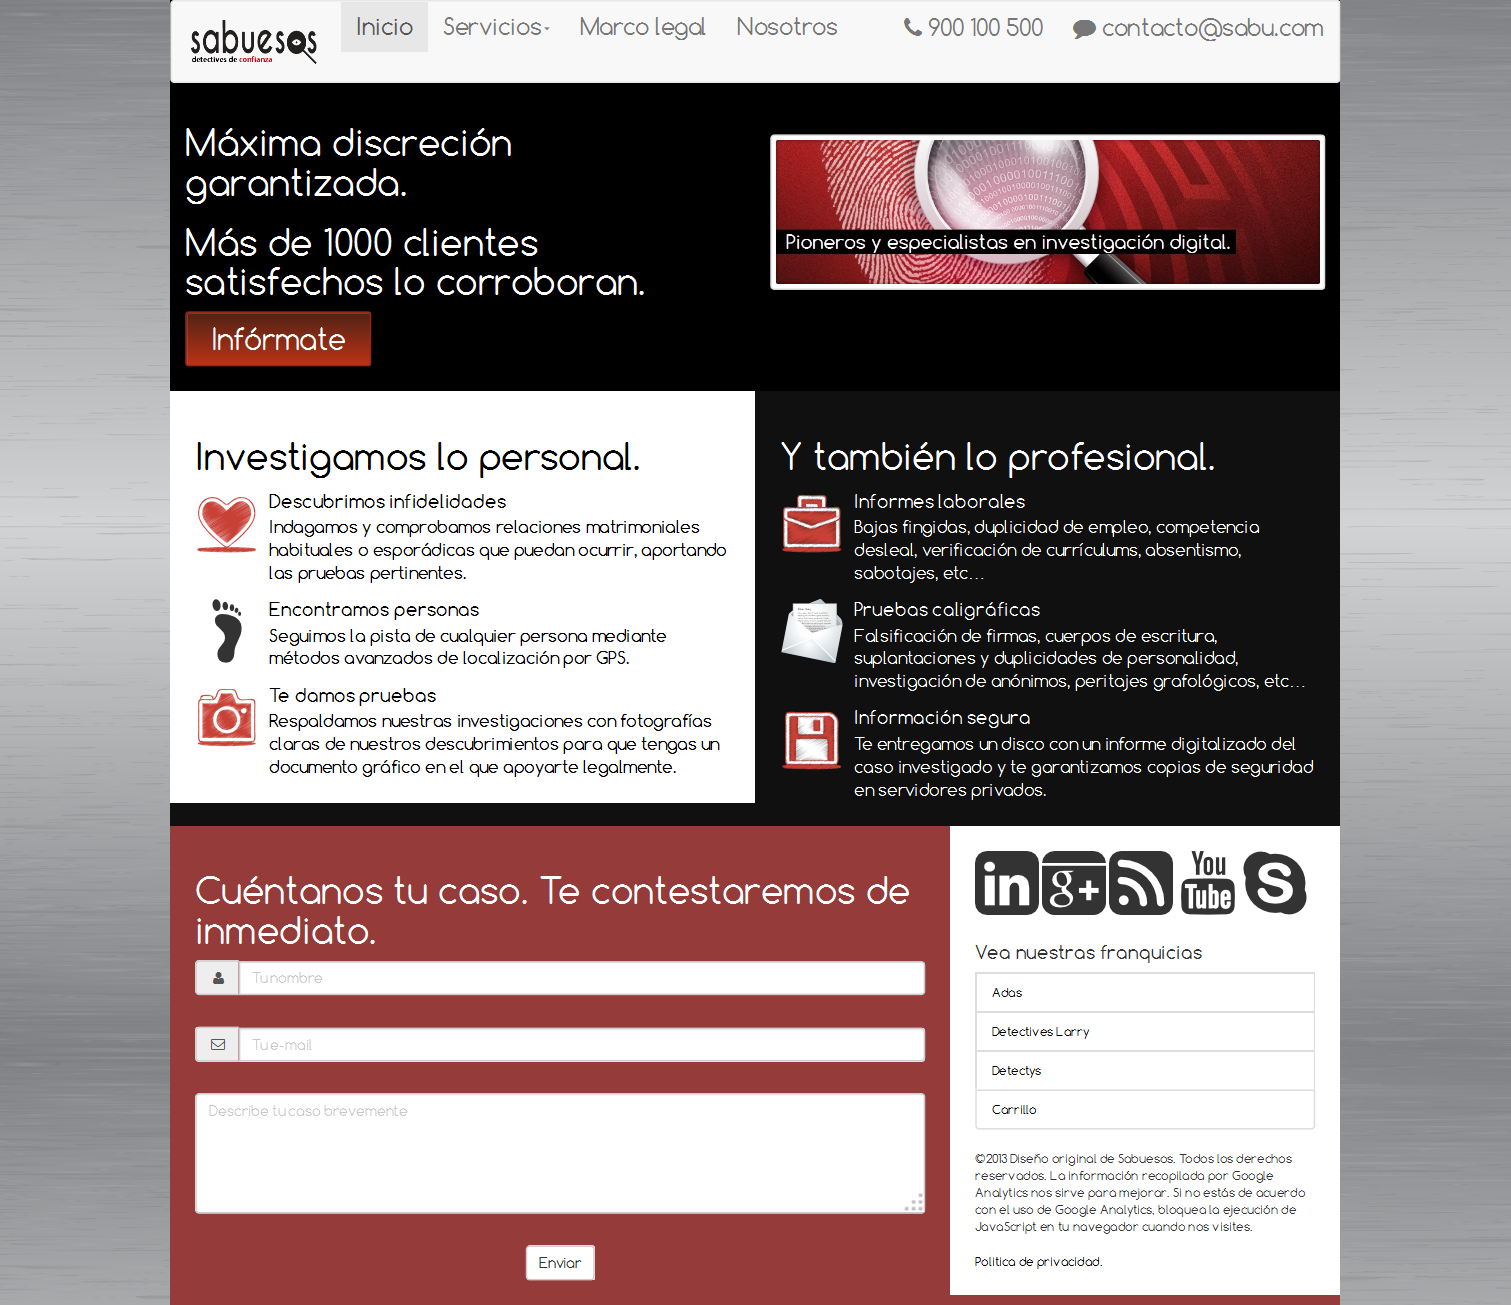 sabuesos
detectives de confianza
Inicio
Servicios
Marco legal
Nosotros
900 100 500
contacto@sabu.com
Máxima discreción
garantizada.
Más de 1000 clientes
satisfechos lo corroboran.
Infórmate
Pioneros y especialistas en investigación digital.
Investigamos lo personal.
Descubrimos infidelidades
Indagamos y comprobamos relaciones matrimoniales
habituales o esporádicas que puedan ocurrir, aportando
las pruebas pertinentes.
Encontramos personas
Seguimos la pista de cualquier persona mediante
métodos avanzados de localización por GPS.
Te damos pruebas
Respaldamos nuestras investigaciones con fotografías
claras de nuestros descubrimientos para que tengas un
documento gráfico en el que apoyarte legalmente.
Y también lo profesional.
Informes laborales
Bajas fingidas, duplicidad de empleo, competencia
desleal, verificación de currículums, absentismo,
sabotajes, etc...
Pruebas caligráficas
Falsificación de firmas, cuerpos de escritura,
suplantaciones y duplicidades de personalidad,
investigación de anónimos, peritajes grafológicos, etc...
Información segura
Te entregamos un disco con un informe digitalizado del
caso investigado y te garantizamos copias de seguridad
en servidores privados.
Cuéntanos tu caso. Te contestaremos de
inmediato.
Tu nombre
Tu e-mail
Describe tu caso brevemente
Enviar
in
g+
You
Tube
S
Vea nuestras franquicias
Adas
Detectives Larry
Detectys
Carrillo
©2013 Diseño original de Sabuesos. Todos los derechos
reservados. La información recopilada por Google
Analytics nos sirve para mejorar. Si no estás de acuerdo
con el uso de Google Analytics, bloquea la ejecución de
JavaScript en tu navegador cuando nos visites.
Politica de privacidad.